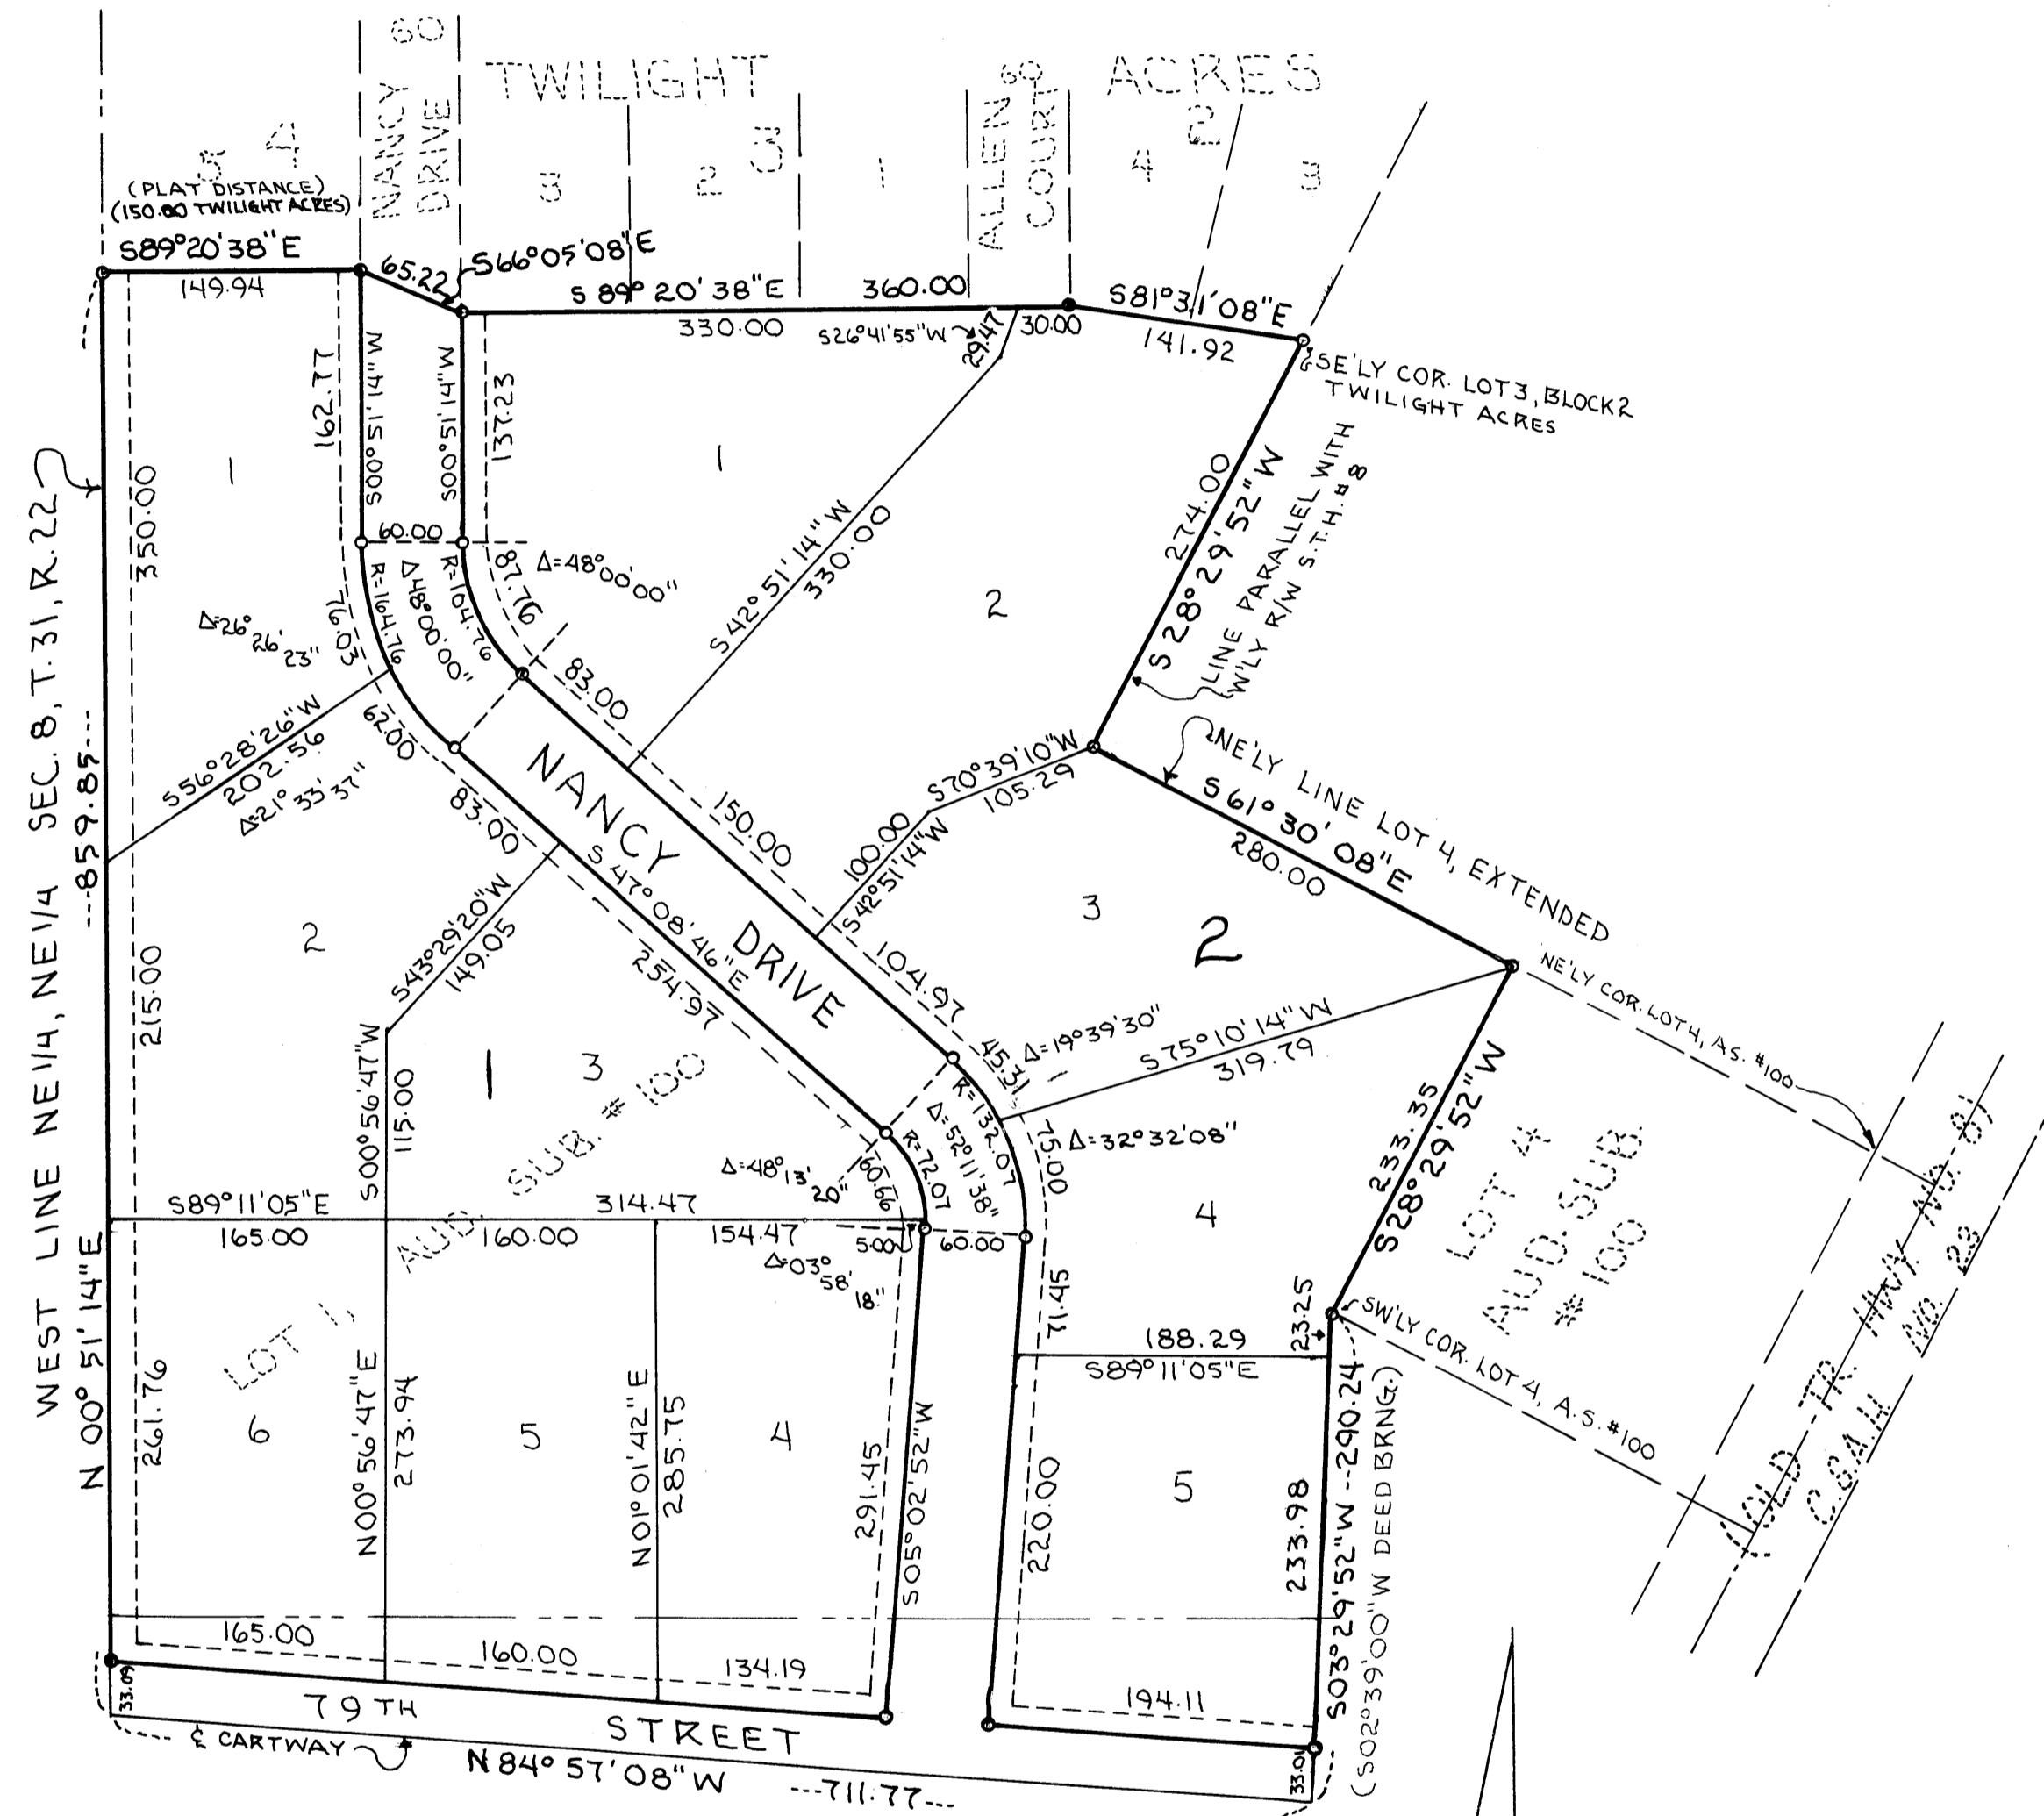 NANCY 60
DRIVE
TWILIGHT
ALLEN 60
COURT
ACRES
5
4
3
2
3
1
4
2
3
(PLAT DISTANCE)
(150.00 TWILIGHT ACRES)
S89°20'38"E
149.94
65.22
S66°05'08"E
S 89° 20' 38"E
360.00
330.00
S26°41'55"W
29.47
30.00
S81°31'08"E
141.92
SE'LY COR. LOT 3, BLOCK 2
TWILIGHT ACRES
WEST LINE NE1/4, NE1/4 SEC. 8, T. 31, R. 22
---859.85---
N 00° 51' 14"E
350.00
162.77
S00°51'14"W
S00°51'14"W
137.23
60.00
1
1
274.00
S 28° 29' 52" W
LINE PARALLEL WITH
W'LY R/W S.T.H. #8
S 42° 51' 14" W
330.00
2
Δ=26°
26'
23"
76.03
R=164.76
Δ48°00'00"
R=104.76
87.76
Δ=48°00'00"
83.00
S56°28'26"W
202.56
Δ=21° 33' 37"
62.00
83.00
NANCY
DRIVE
S 47° 08' 46"E
254.97
150.00
S70°39'10"W
105.29
100.00
S42°51'14"W
NE'LY LINE LOT 4, EXTENDED
S 61° 30' 08"E
280.00
3
2
2
215.00
S43°29'20"W
149.05
NE'LY COR. LOT 4, A.S. #100
104.97
45.31
Δ=19°39'30"
S75°10'14"W
319.79
S00°56'47"W
115.00
1
3
AUD. SUB. #100
LOT 1,
R=132.07
Δ=52°11'38"
R=72.07
60.66
Δ=48°13'
20"
75.00
Δ=32°32'08"
233.35
S28°29'52"W
LOT 4
AUD. SUB.
#100
(OLD TR. HWY. NO. 8)
C.S.A.H. NO. 23
S89°11'05"E
314.47
165.00
160.00
154.47
5.00
60.00
Δ=03°
58'
18"
4
71.45
23.25
SW'LY COR. LOT 4, A.S. #100
188.29
S89°11'05"E
261.76
6
N00°56'47"E
273.94
5
N01°01'42"E
285.75
4
291.45
S05°02'52"W
220.00
5
233.98
S03°29'52"W--290.24
(S02°39'00"W DEED BRNG.)
165.00
160.00
134.19
194.11
33.09
79TH STREET
℄ CARTWAY
N 84° 57' 08" W ---711.77---
33.01